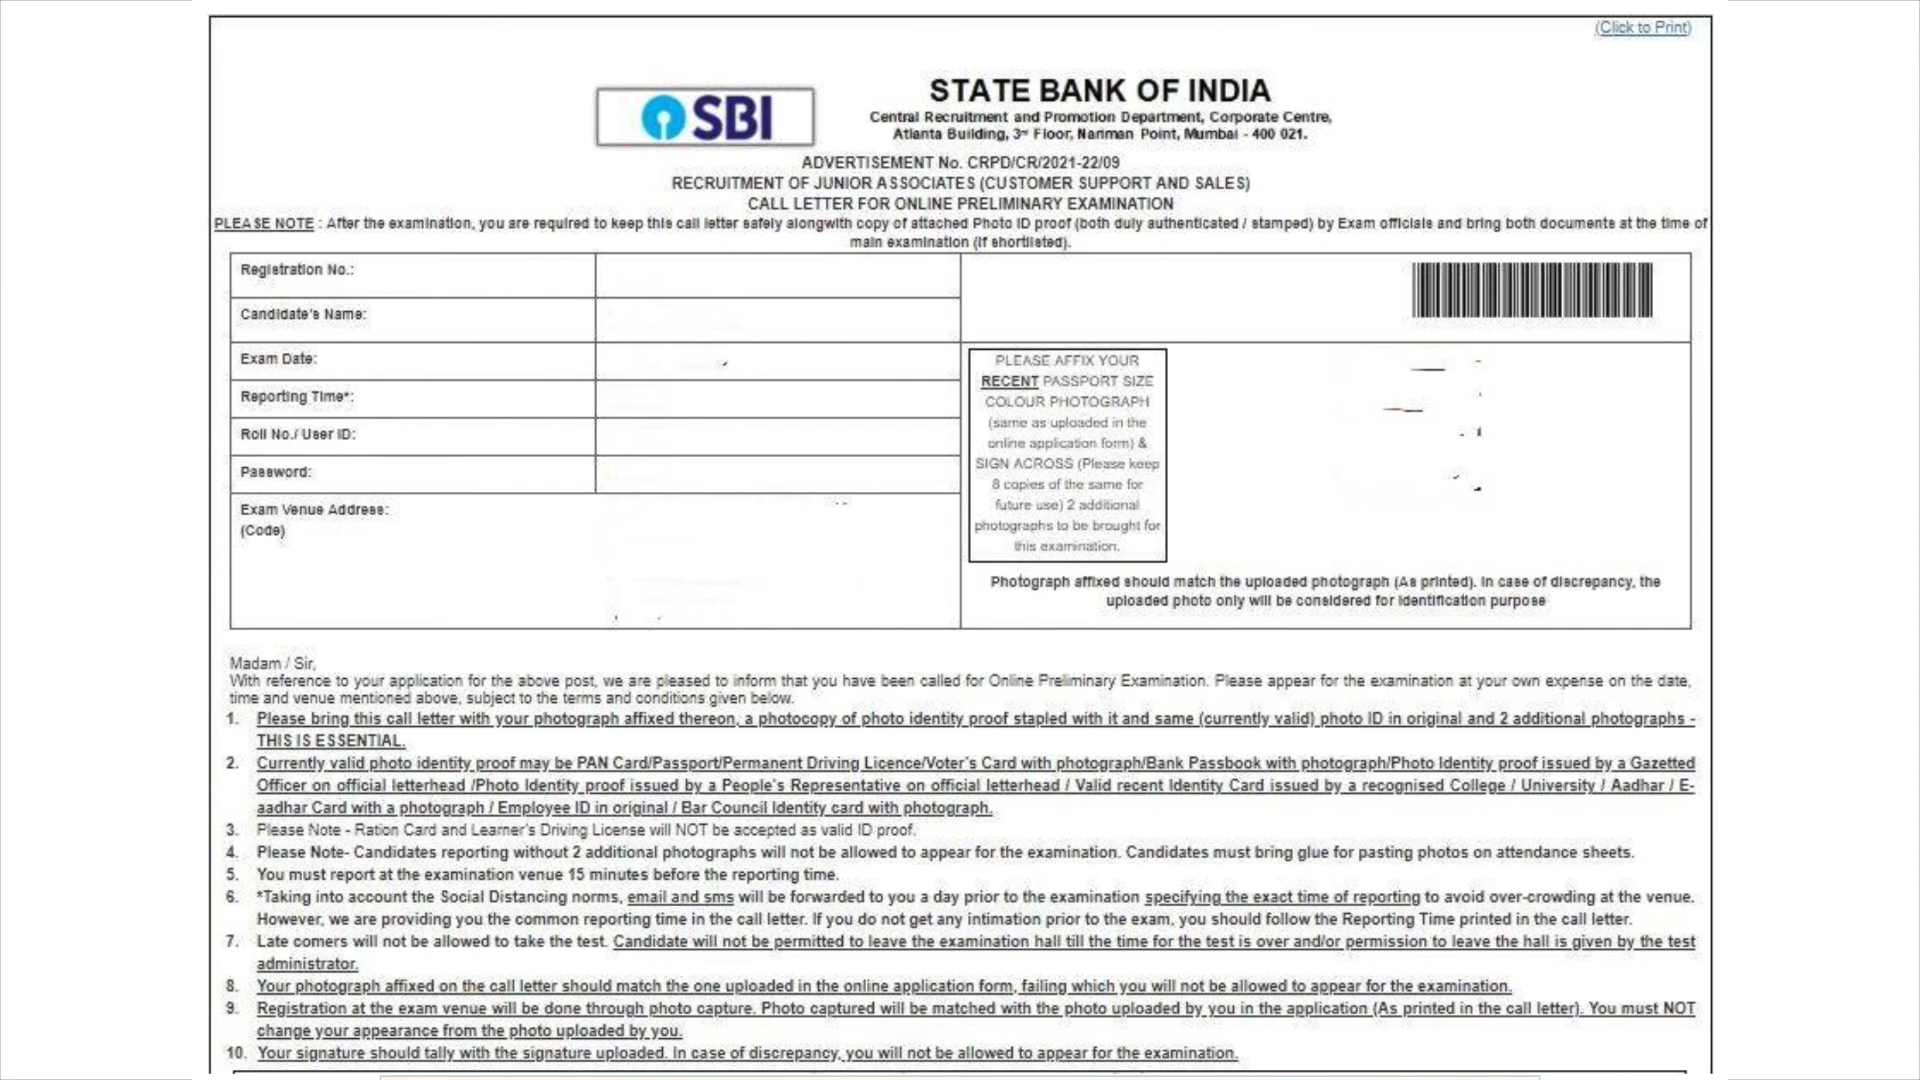 (Click to Print)
SBI
STATE BANK OF INDIA
Central Recruitment and Promotion Department, Corporate Centre,
Atlanta Building, 3rd Floor, Nariman Point, Mumbai - 400 021.
ADVERTISEMENT No. CRPD/CR/2021-22/09
RECRUITMENT OF JUNIOR ASSOCIATES (CUSTOMER SUPPORT AND SALES)
CALL LETTER FOR ONLINE PRELIMINARY EXAMINATION
PLEASE NOTE : After the examination, you are required to keep this call letter safely alongwith copy of attached Photo ID proof (both duly authenticated / stamped) by Exam officials and bring both documents at the time of
main examination (if shortlisted).
Registration No.:
Candidate's Name:
Exam Date:
Reporting Time*:
Roll No./ User ID:
Password:
Exam Venue Address:
(Code)
PLEASE AFFIX YOUR
RECENT PASSPORT SIZE
COLOUR PHOTOGRAPH
(same as uploaded in the
online application form) &
SIGN ACROSS (Please keep
8 copies of the same for
future use) 2 additional
photographs to be brought for
this examination.
Photograph affixed should match the uploaded photograph (As printed). In case of discrepancy, the
uploaded photo only will be considered for identification purpose
Madam / Sir,
With reference to your application for the above post, we are pleased to inform that you have been called for Online Preliminary Examination. Please appear for the examination at your own expense on the date,
time and venue mentioned above, subject to the terms and conditions given below.
1. Please bring this call letter with your photograph affixed thereon, a photocopy of photo identity proof stapled with it and same (currently valid) photo ID in original and 2 additional photographs -
THIS IS ESSENTIAL.
2. Currently valid photo identity proof may be PAN Card/Passport/Permanent Driving Licence/Voter's Card with photograph/Bank Passbook with photograph/Photo Identity proof issued by a Gazetted
Officer on official letterhead /Photo Identity proof issued by a People's Representative on official letterhead / Valid recent Identity Card issued by a recognised College / University / Aadhar / E-
aadhar Card with a photograph / Employee ID in original / Bar Council Identity card with photograph.
3. Please Note - Ration Card and Learner's Driving License will NOT be accepted as valid ID proof.
4. Please Note- Candidates reporting without 2 additional photographs will not be allowed to appear for the examination. Candidates must bring glue for pasting photos on attendance sheets.
5. You must report at the examination venue 15 minutes before the reporting time.
6. *Taking into account the Social Distancing norms, email and sms will be forwarded to you a day prior to the examination specifying the exact time of reporting to avoid over-crowding at the venue.
However, we are providing you the common reporting time in the call letter. If you do not get any intimation prior to the exam, you should follow the Reporting Time printed in the call letter.
7. Late comers will not be allowed to take the test. Candidate will not be permitted to leave the examination hall till the time for the test is over and/or permission to leave the hall is given by the test
administrator.
8. Your photograph affixed on the call letter should match the one uploaded in the online application form, failing which you will not be allowed to appear for the examination.
9. Registration at the exam venue will be done through photo capture. Photo captured will be matched with the photo uploaded by you in the application (As printed in the call letter). You must NOT
change your appearance from the photo uploaded by you.
10. Your signature should tally with the signature uploaded. In case of discrepancy, you will not be allowed to appear for the examination.